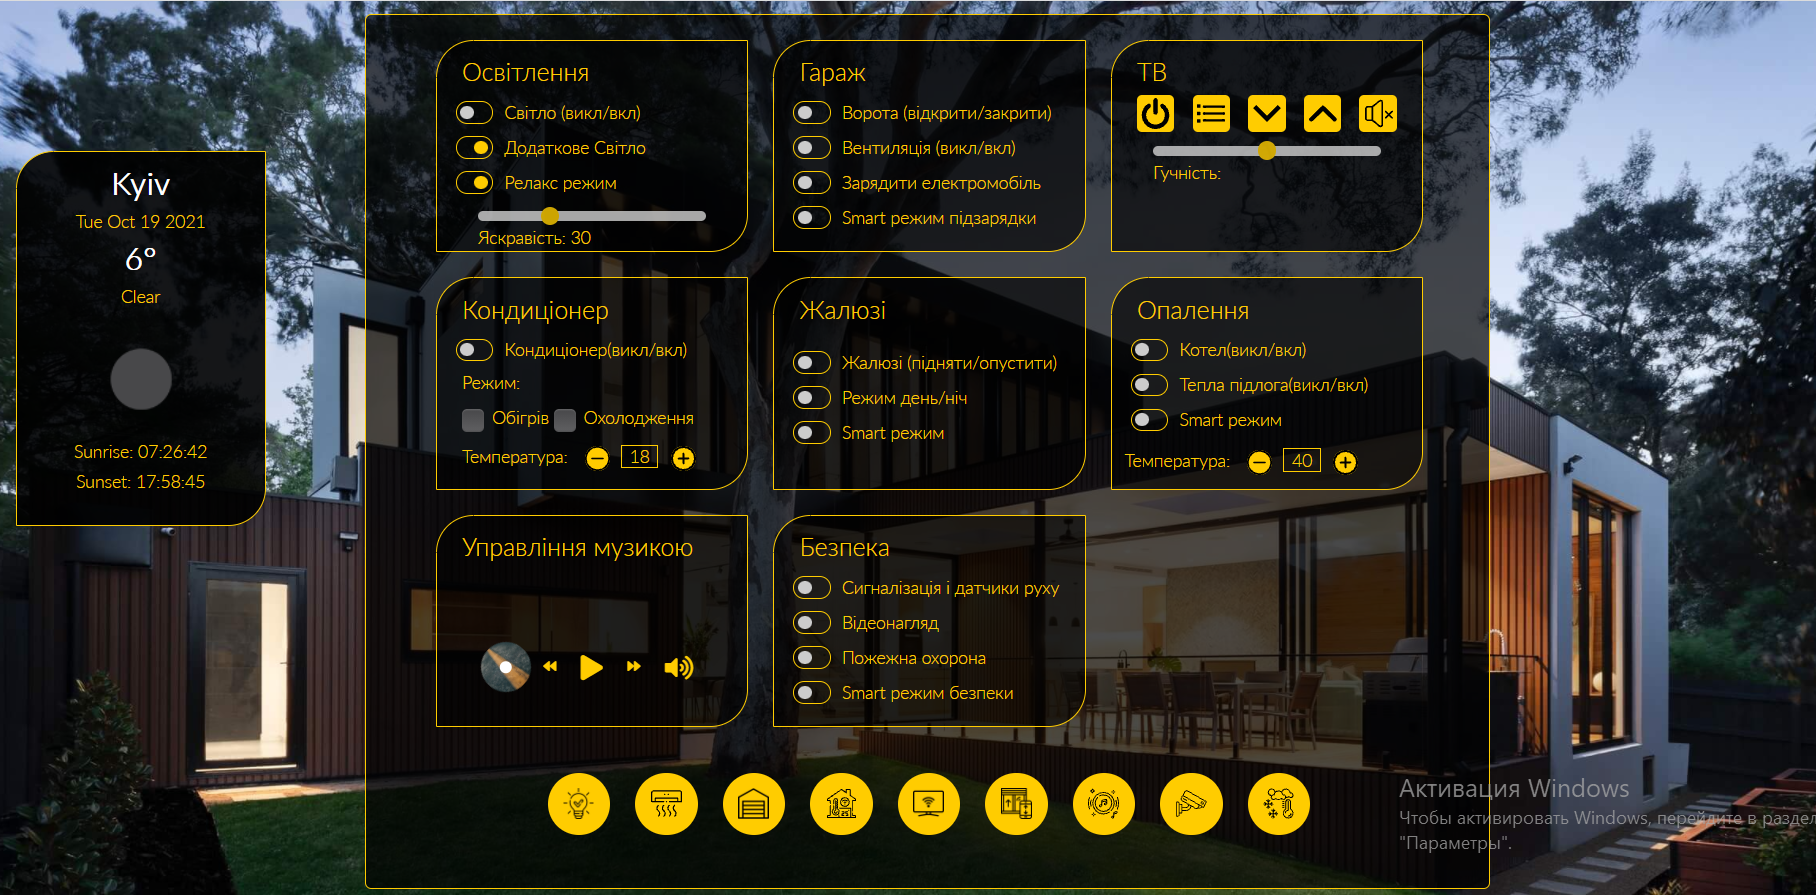 Kyiv
Tue Oct 19 2021
6°
Clear
Sunrise: 07:26:42
Sunset: 17:58:45
Освітлення
Світло (викл/вкл)
Додаткове Світло
Релакс режим
Яскравість: 30
Гараж
Ворота (відкрити/закрити)
Вентиляція (викл/вкл)
Зарядити електромобіль
Smart режим підзарядки
ТВ
Гучність:
Кондиціонер
Кондиціонер(викл/вкл)
Режим:
Обігрів Охолодження
Температура: 18
Жалюзі
Жалюзі (підняти/опустити)
Режим день/ніч
Smart режим
Опалення
Котел(викл/вкл)
Тепла підлога(викл/вкл)
Smart режим
Температура: 40
Управління музикою
Безпека
Сигналізація і датчики руху
Відеонагляд
Пожежна охорона
Smart режим безпеки
Активация Windows
Чтобы активировать Windows, перейдите в раздел
"Параметры".